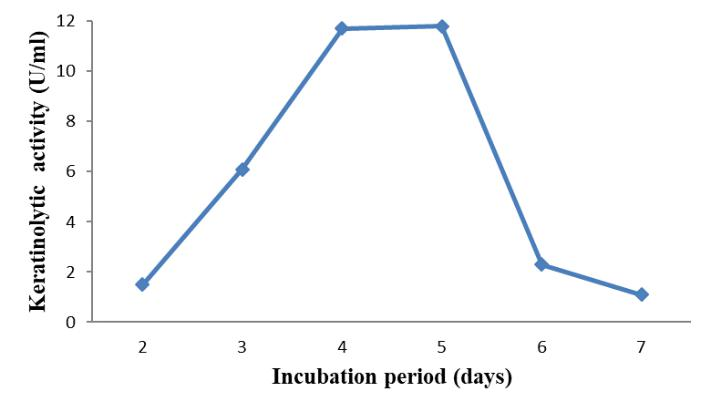 Keratinolytic activity (U/ml)
12
10
8
6
4
2
0
2 3 4 5 6 7
Incubation period (days)